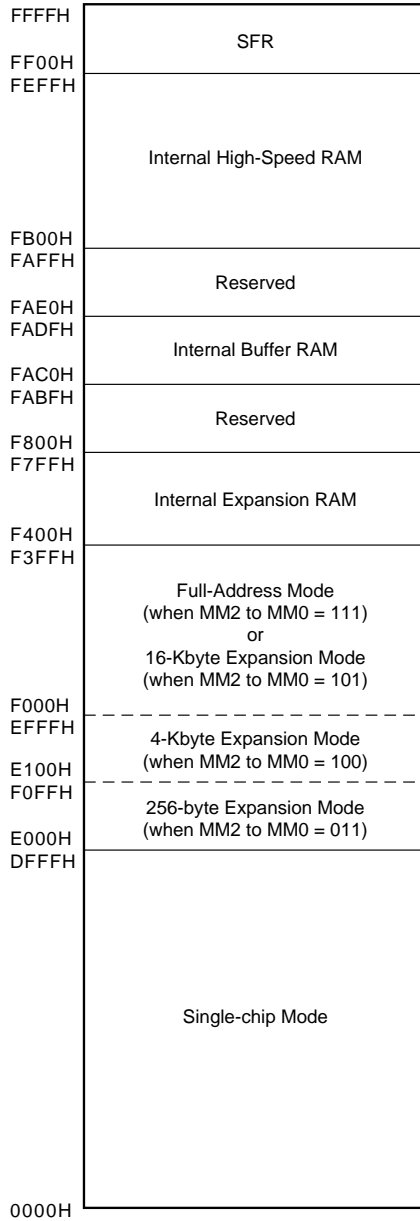 FFFFH
SFR
FF00H
FEFFH
Internal High-Speed RAM
FB00H
FAFFH
Reserved
FAE0H
FADFH
Internal Buffer RAM
FAC0H
FABFH
Reserved
F800H
F7FFH
Internal Expansion RAM
F400H
F3FFH
Full-Address Mode
(when MM2 to MM0 = 111)
or
16-Kbyte Expansion Mode
(when MM2 to MM0 = 101)
F000H
EFFFH
4-Kbyte Expansion Mode
(when MM2 to MM0 = 100)
E100H
F0FFH
256-byte Expansion Mode
(when MM2 to MM0 = 011)
E000H
DFFFH
Single-chip Mode
0000H